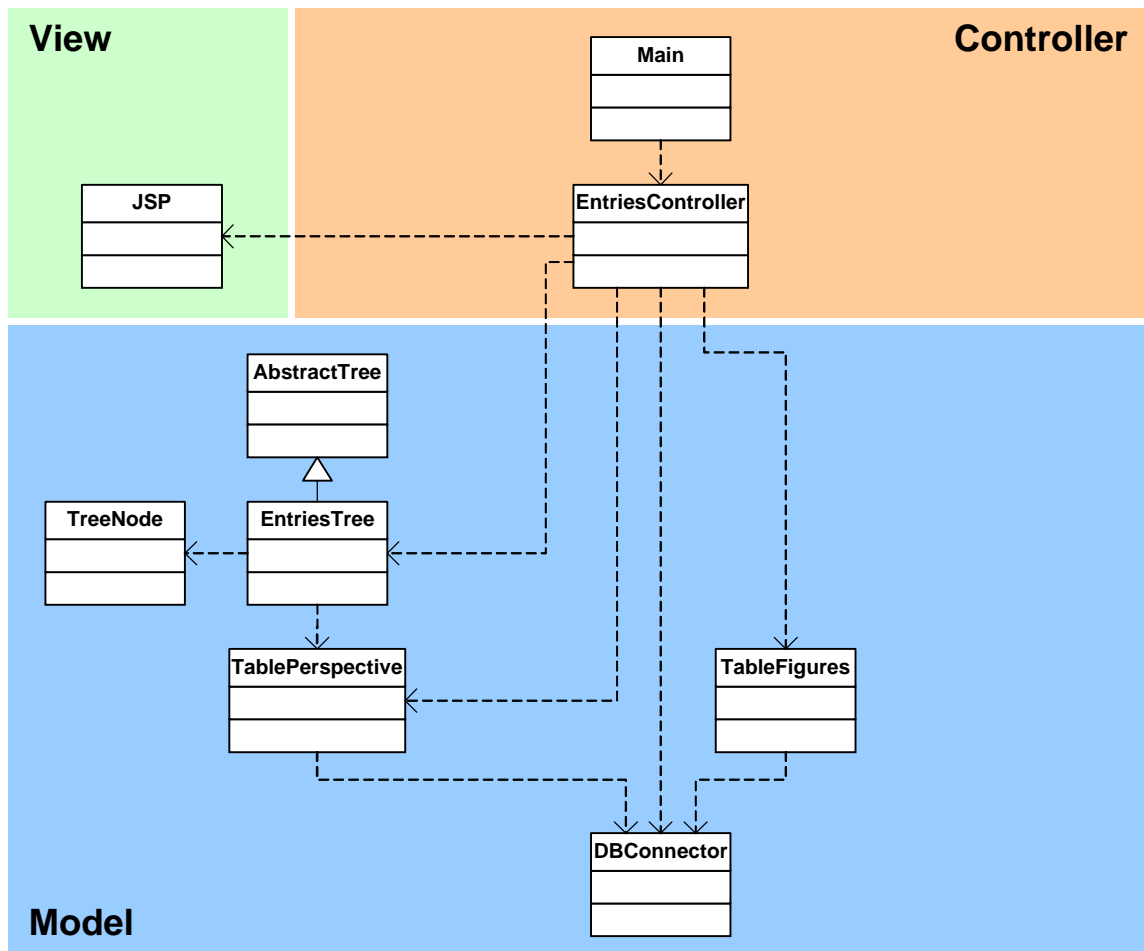 View
Controller
Main
JSP
EntriesController
AbstractTree
TreeNode
EntriesTree
TablePerspective
TableFigures
DBConnector
Model